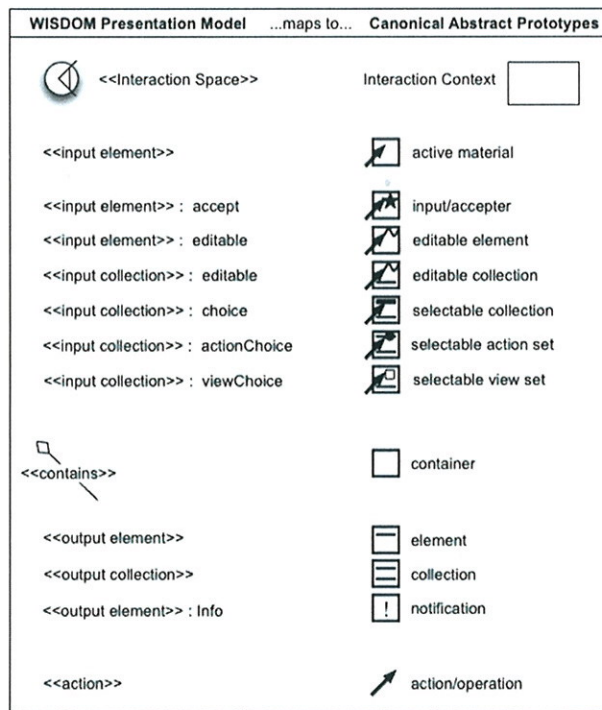 WISDOM Presentation Model ...maps to... Canonical Abstract Prototypes
<<Interaction Space>> Interaction Context
<<input element>> active material
<<input element>> : accept input/accepter
<<input element>> : editable editable element
<<input collection>> : editable editable collection
<<input collection>> : choice selectable collection
<<input collection>> : actionChoice selectable action set
<<input collection>> : viewChoice selectable view set
<<contains>> container
<<output element>> element
<<output collection>> collection
<<output element>> : Info ! notification
<<action>> action/operation